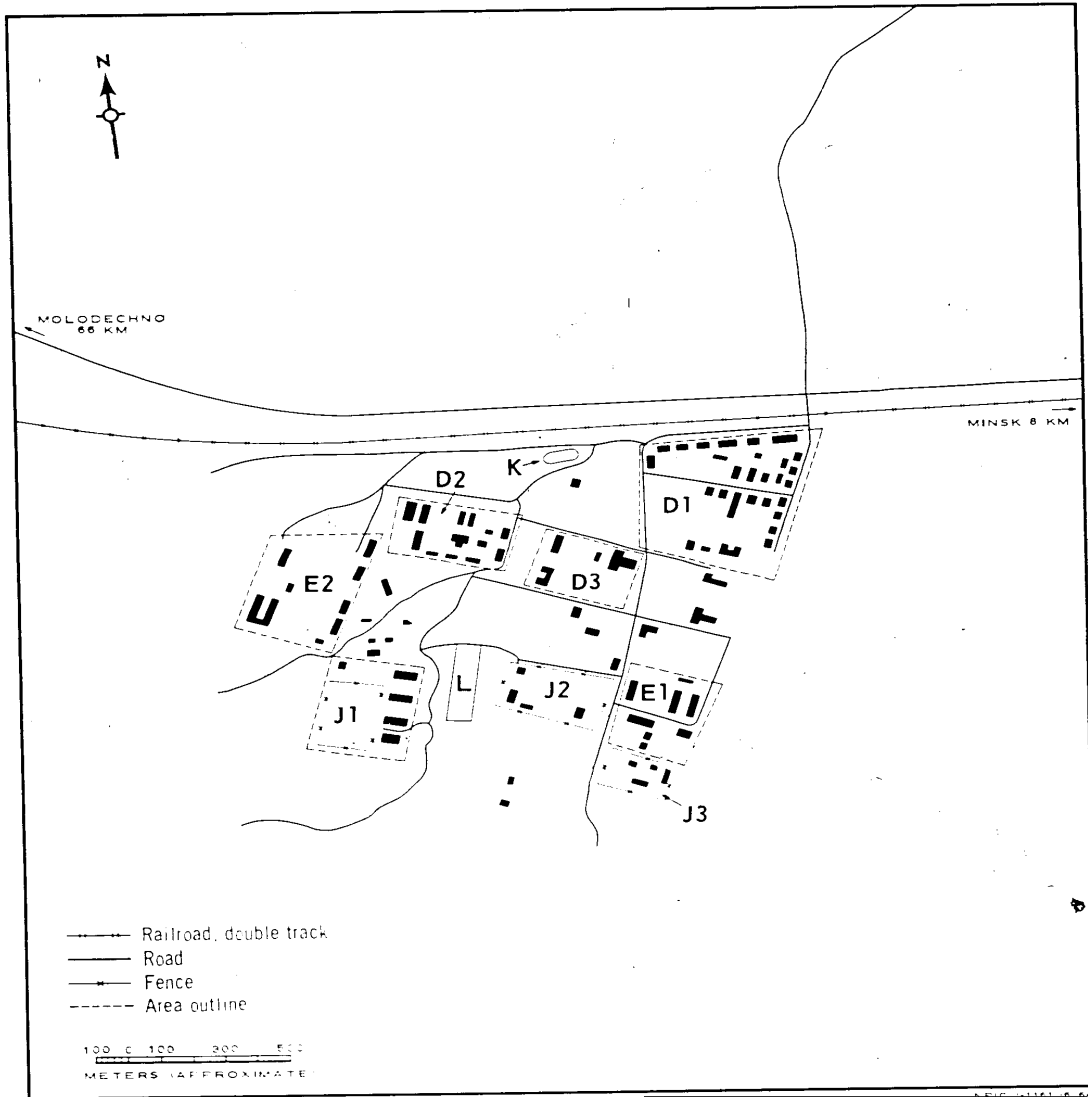 N
MOLODECHNO
66 KM
MINSK 8 KM
K
D2
D1
E2
D3
L
J2
E1
J1
J3
Railroad, double track
Road
Fence
Area outline
100 0 100 300 500
METERS (APPROXIMATE)